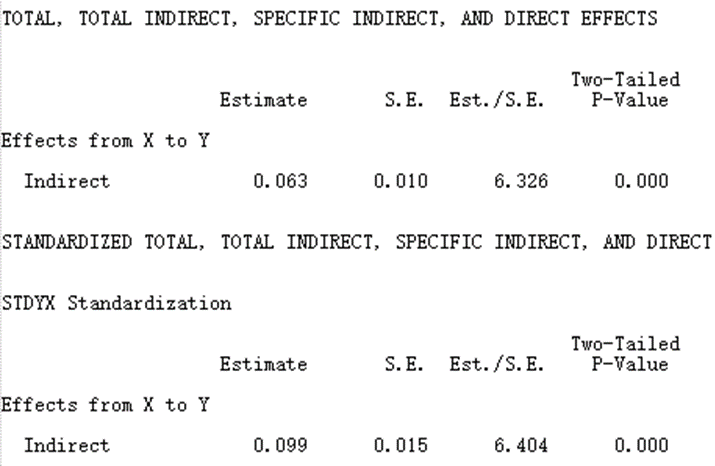 TOTAL, TOTAL INDIRECT, SPECIFIC INDIRECT, AND DIRECT EFFECTS
Two-Tailed
Estimate S.E. Est./S.E. P-Value
Effects from X to Y
Indirect 0.063 0.010 6.326 0.000
STANDARDIZED TOTAL, TOTAL INDIRECT, SPECIFIC INDIRECT, AND DIRECT
STDYX Standardization
Two-Tailed
Estimate S.E. Est./S.E. P-Value
Effects from X to Y
Indirect 0.099 0.015 6.404 0.000